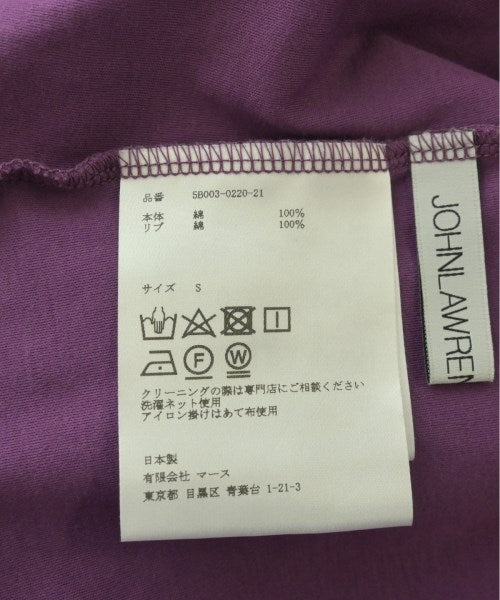 品番 SB003-0220-21
本体 綿 100%
リブ 綿 100%
サイズ S
F W
クリーニングの際は専門店にご相談ください
洗濯ネット使用
アイロン掛けはあて布使用
日本製
有限会社 マース
東京都 目黒区 青葉台 1-21-3
JOHNLAWREN